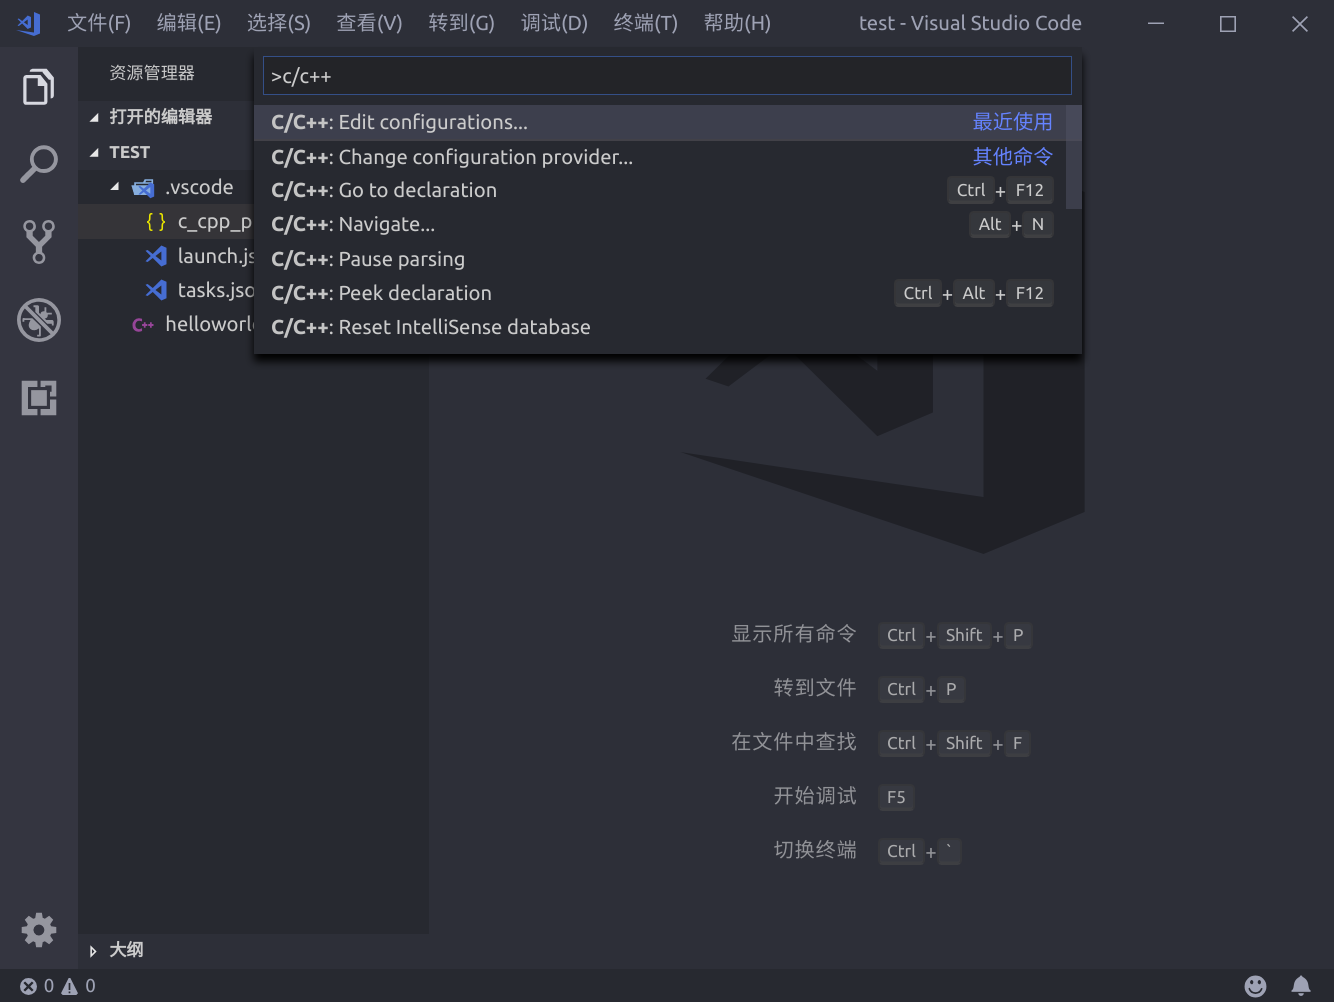 文件(F) 编辑(E) 选择(S) 查看(V) 转到(G) 调试(D) 终端(T) 帮助(H) test - Visual Studio Code
资源管理器
>c/c++
打开的编辑器
C/C++: Edit configurations... 最近使用
TEST
C/C++: Change configuration provider... 其他命令
.vscode
C/C++: Go to declaration Ctrl + F12
{ } c_cpp_p
C/C++: Navigate... Alt + N
launch.js
C/C++: Pause parsing
tasks.jso
C/C++: Peek declaration Ctrl + Alt + F12
C++ helloworl
C/C++: Reset IntelliSense database
显示所有命令 Ctrl + Shift + P
转到文件 Ctrl + P
在文件中查找 Ctrl + Shift + F
开始调试 F5
切换终端 Ctrl + `
大纲
0 0